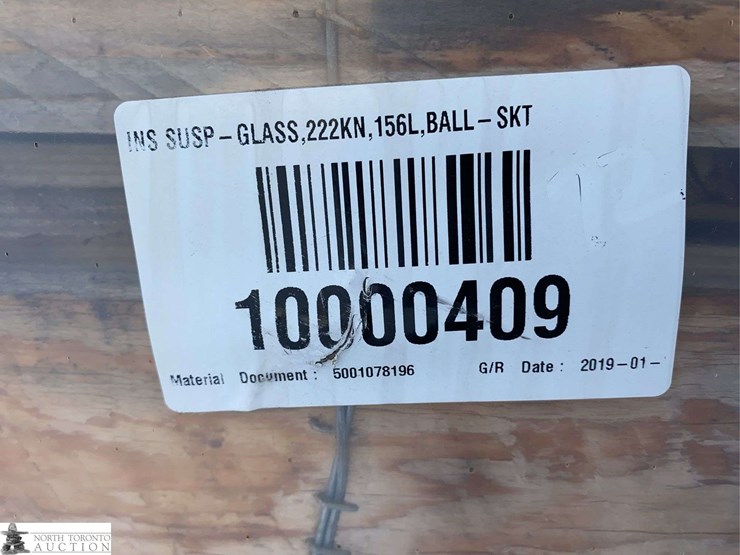 INS SUSP-GLASS,222KN,156L,BALL-SKT
10000409
Material Document: 5001078196 G/R Date: 2019-01-
NORTH TORONTO
AUCTION